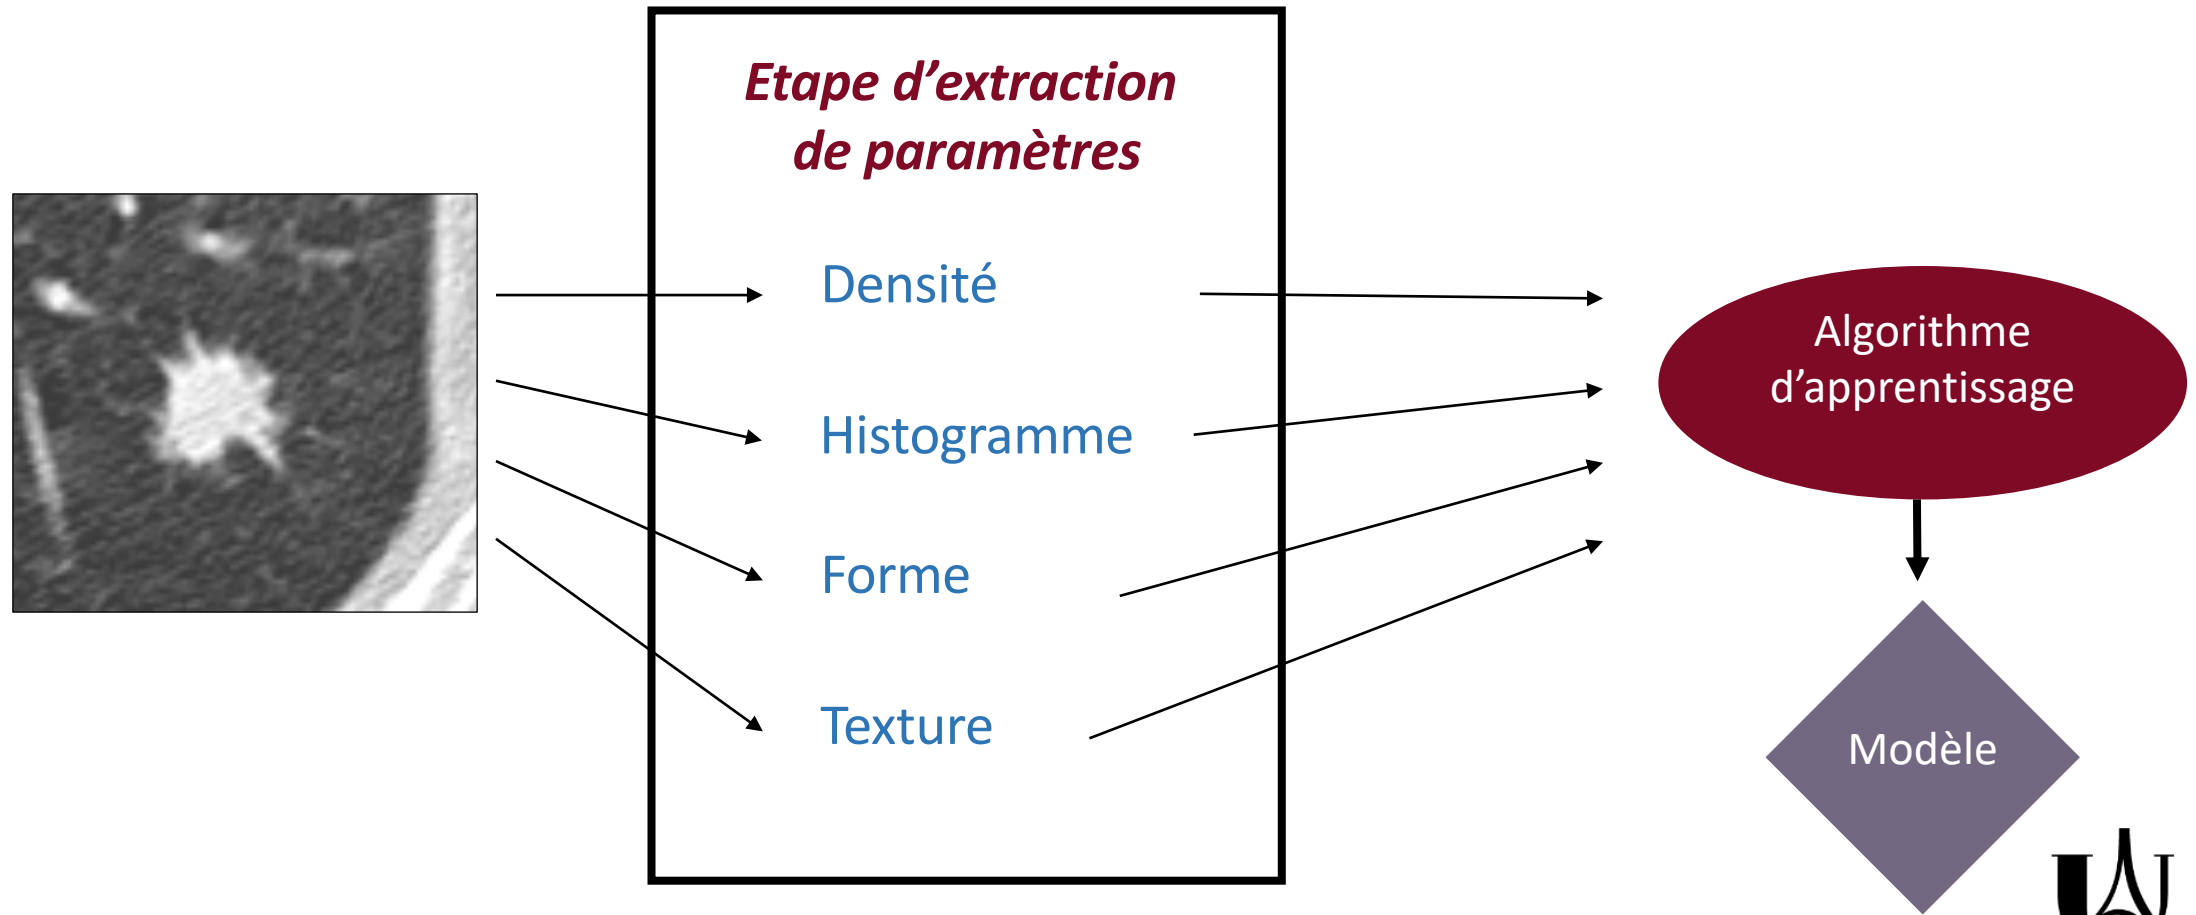 Etape d’extraction
de paramètres
Densité
Histogramme
Forme
Texture
Algorithme
d’apprentissage
Modèle